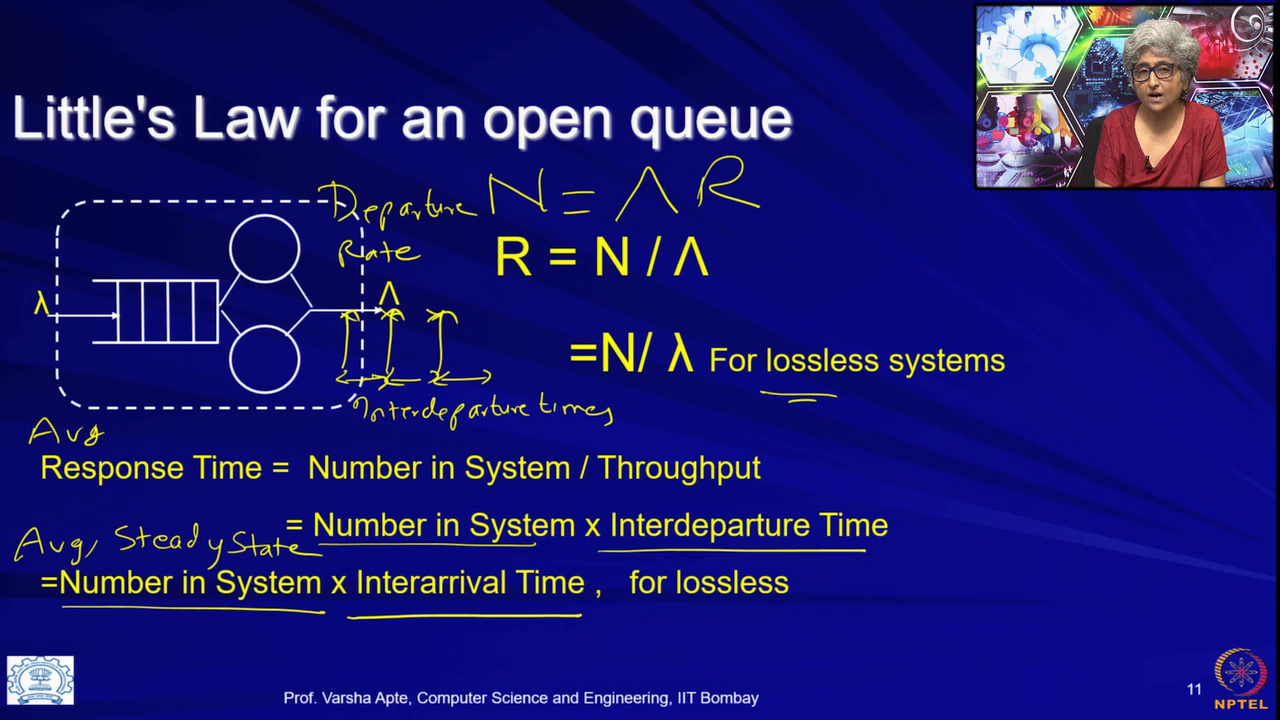 Little's Law for an open queue
Departure
Rate
N = Λ R
R = N / Λ
λ
Λ
=N/ λ For lossless systems
Interdeparture times
Avg
Response Time = Number in System / Throughput
= Number in System x Interdeparture Time
Avg, Steady State
=Number in System x Interarrival Time , for lossless
Prof. Varsha Apte, Computer Science and Engineering, IIT Bombay
11
NPTEL